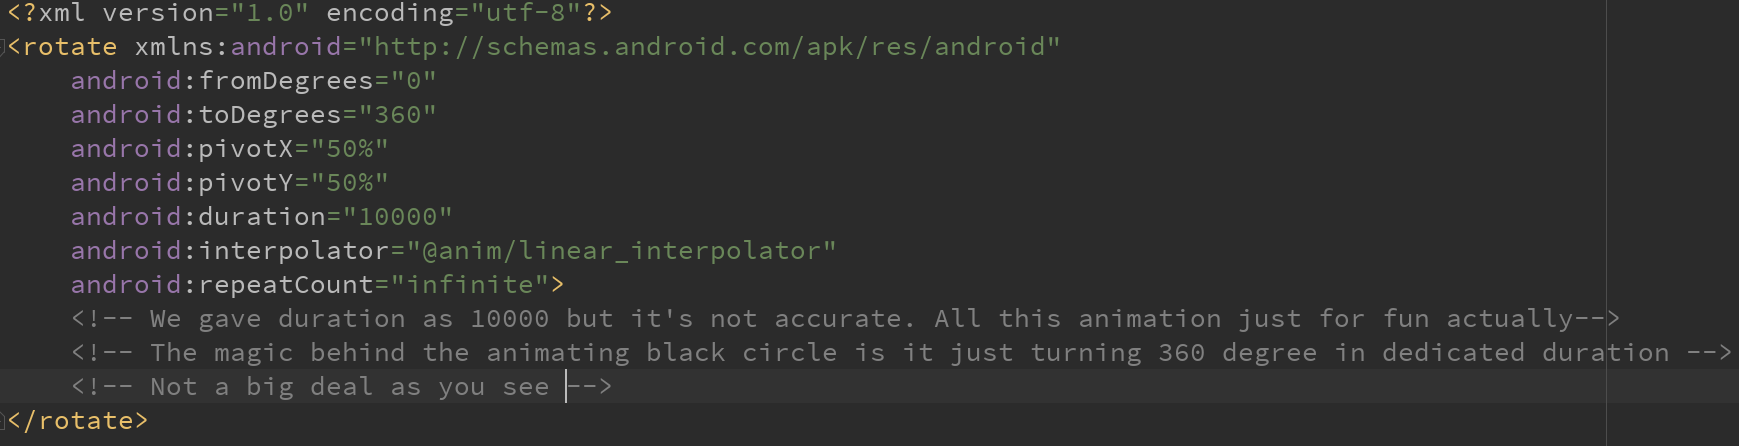 <?xml version="1.0" encoding="utf-8"?>
<rotate xmlns:android="http://schemas.android.com/apk/res/android"
    android:fromDegrees="0"
    android:toDegrees="360"
    android:pivotX="50%"
    android:pivotY="50%"
    android:duration="10000"
    android:interpolator="@anim/linear_interpolator"
    android:repeatCount="infinite">
    <!-- We gave duration as 10000 but it's not accurate. All this animation just for fun actually-->
    <!-- The magic behind the animating black circle is it just turning 360 degree in dedicated duration -->
    <!-- Not a big deal as you see -->
</rotate>